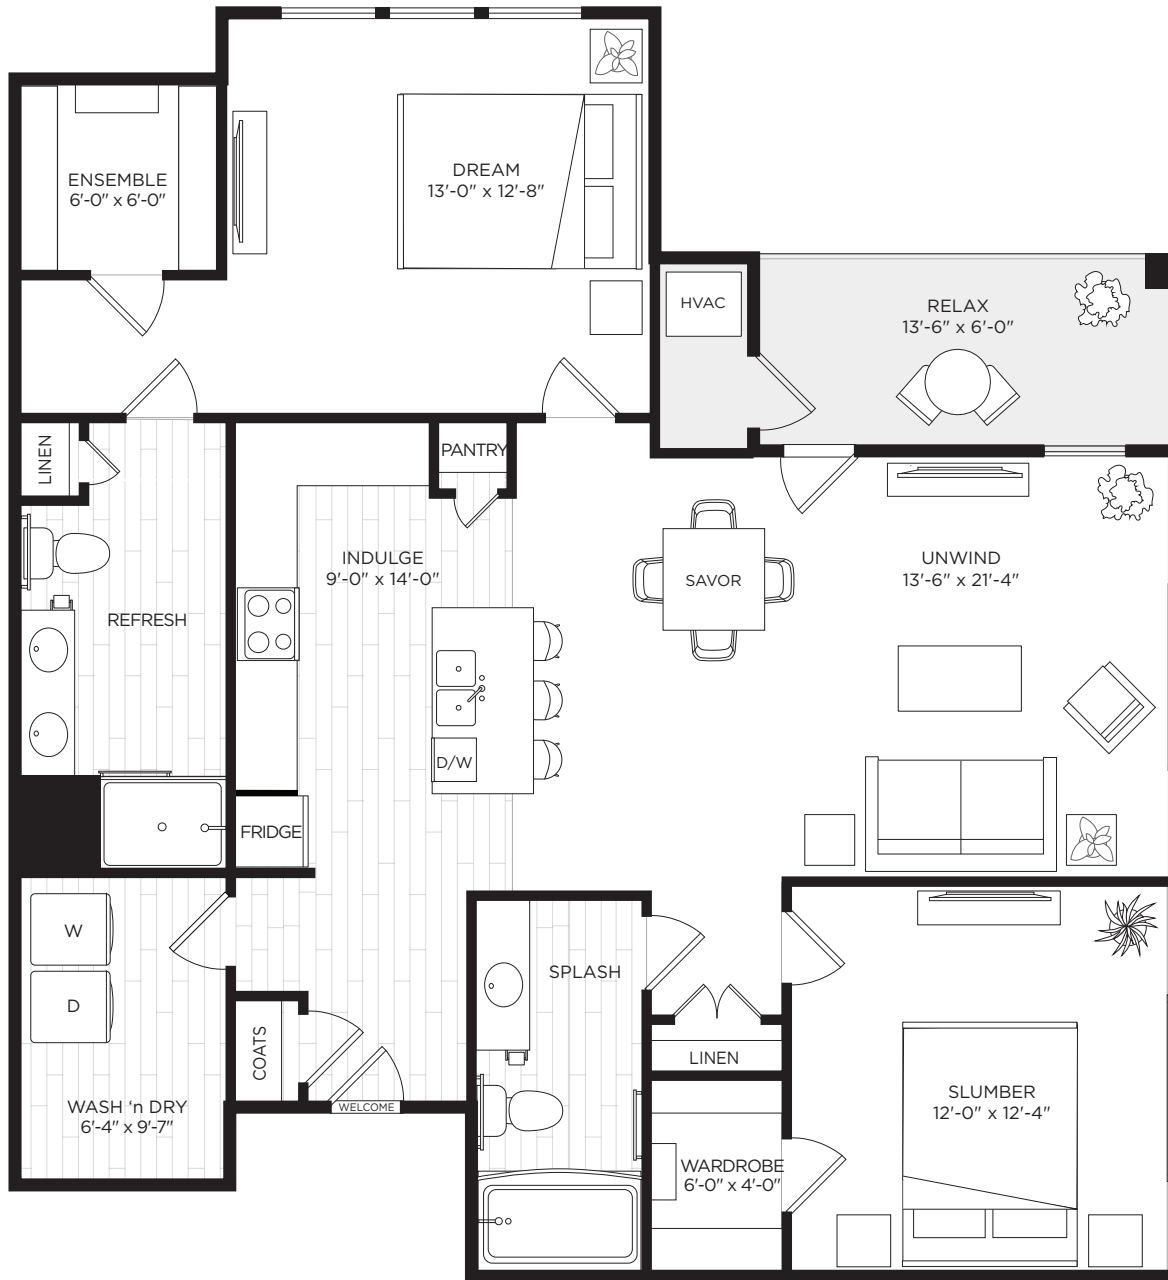 DREAM
13'-0" x 12'-8"
ENSEMBLE
6'-0" x 6'-0"
HVAC
RELAX
13'-6" x 6'-0"
LINEN
PANTRY
INDULGE
9'-0" x 14'-0"
SAVOR
UNWIND
13'-6" x 21'-4"
REFRESH
D/W
FRIDGE
W
D
SPLASH
COATS
LINEN
WASH ‘n DRY
6'-4" x 9'-7"
WELCOME
SLUMBER
12'-0" x 12'-4"
WARDROBE
6'-0" x 4'-0"